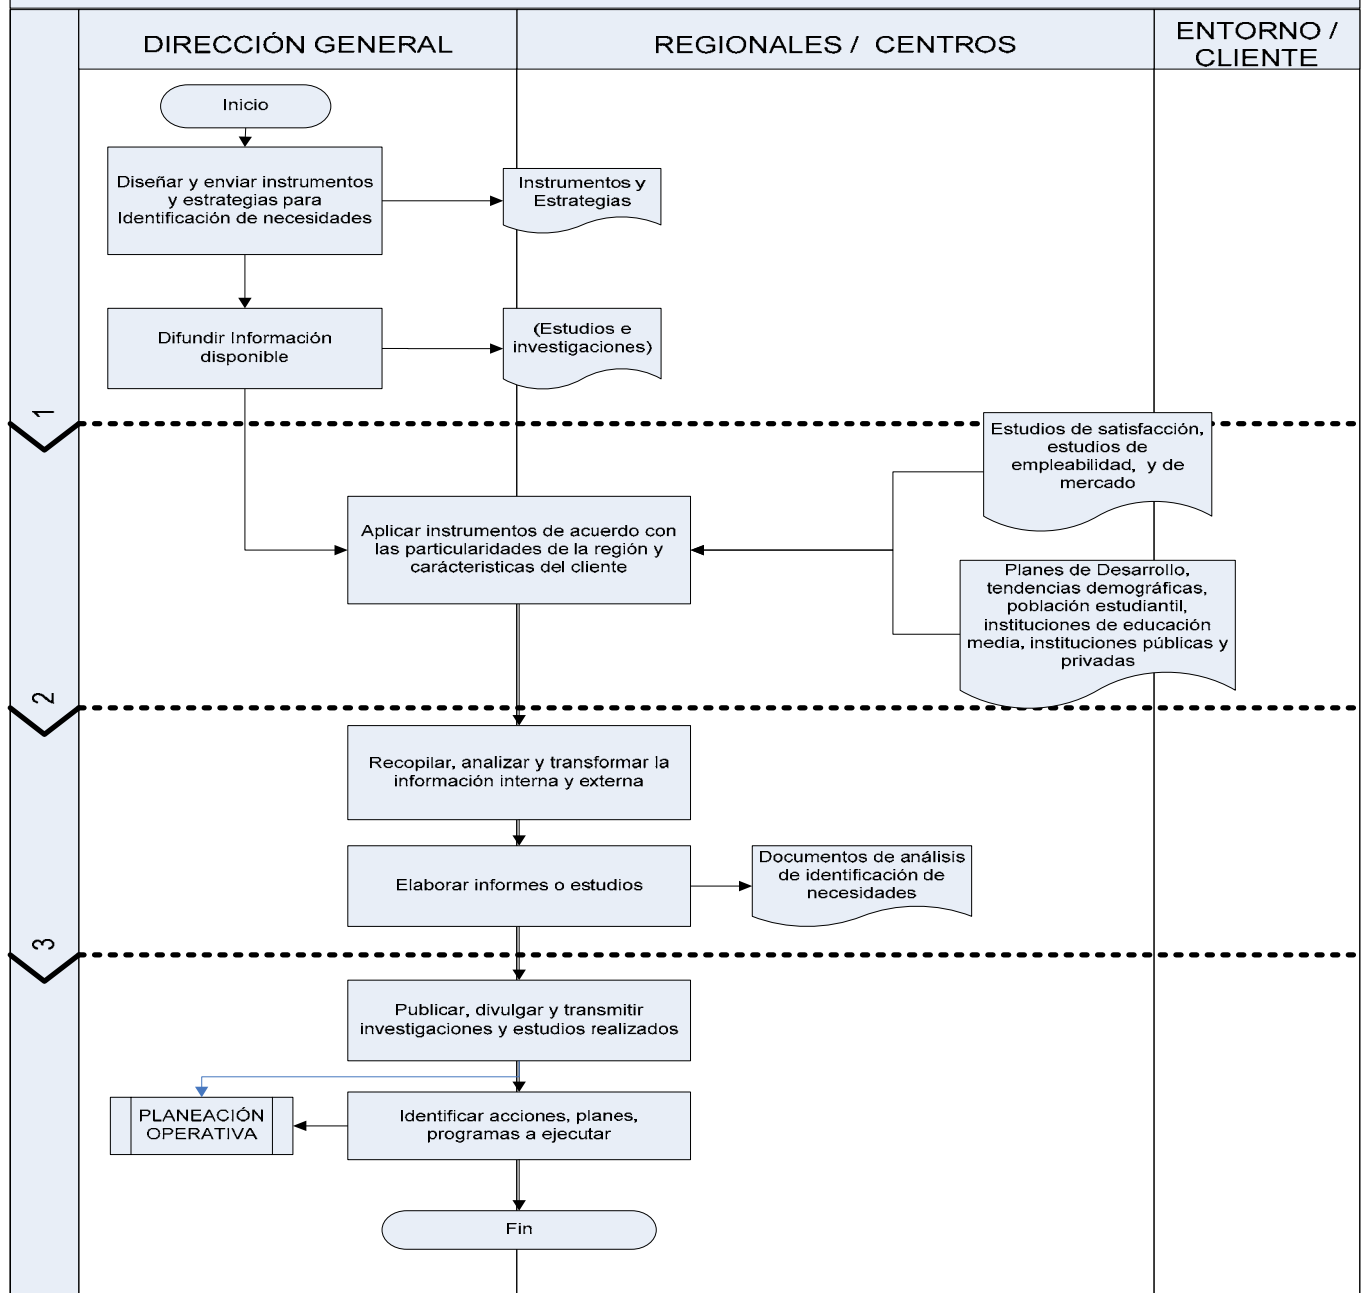 DIRECCIÓN GENERAL
REGIONALES / CENTROS
ENTORNO /
CLIENTE
Inicio
Diseñar y enviar instrumentos
y estrategias para
Identificación de necesidades
Instrumentos y
Estrategias
Difundir Información
disponible
(Estudios e
investigaciones)
1
Estudios de satisfacción,
estudios de
empleabilidad, y de
mercado
Aplicar instrumentos de acuerdo con
las particularidades de la región y
carácteristicas del cliente
Planes de Desarrollo,
tendencias demográficas,
población estudiantil,
instituciones de educación
media, instituciones públicas y
privadas
2
Recopilar, analizar y transformar la
información interna y externa
Elaborar informes o estudios
Documentos de análisis
de identificación de
necesidades
3
Publicar, divulgar y transmitir
investigaciones y estudios realizados
PLANEACIÓN
OPERATIVA
Identificar acciones, planes,
programas a ejecutar
Fin